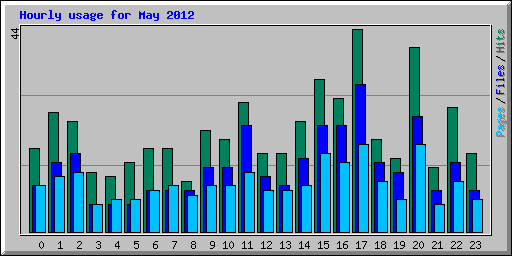 Hourly usage for May 2012
44
Pages / Files / Hits
0 1 2 3 4 5 6 7 8 9 10 11 12 13 14 15 16 17 18 19 20 21 22 23